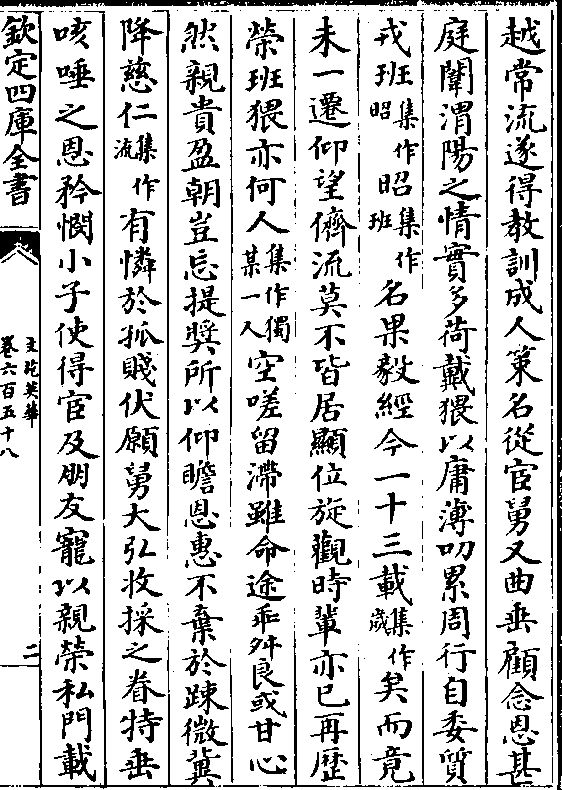 越常流遂得教訓成人策名從宦舅又曲垂顧念恩甚
庭闈渭陽之情實多荷戴猥以庸薄叨累周行自委質
戎班集作昭昭集作班名果毅經今一十三載集作歲矣而竟
未一遷仰望儕流莫不皆居顯位旋觀時輩亦已再歴
榮班猥亦何人集作獨某一人空嗟留滯雖命途乖舛良或甘心
然親貴盈朝豈忘提奬所以仰瞻恩惠不棄於踈微冀
降慈仁集作流有憐於孤賤伏願舅大弘收採之眷特垂
咳唾之恩矜憫小子使得宦及朋友寵以親榮私門載
欽定四庫全書
文苑英華
卷六百五十八
二